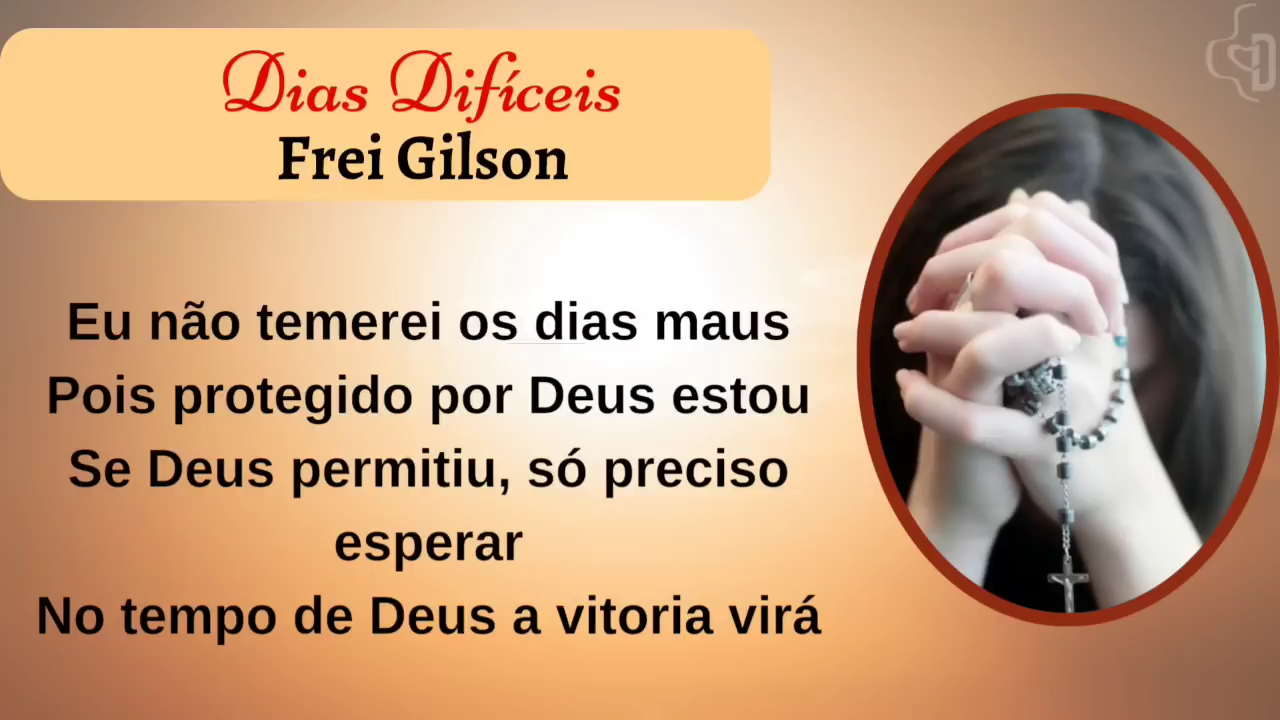 Dias Difíceis
Frei Gilson
Eu não temerei os dias maus
Pois protegido por Deus estou
Se Deus permitiu, só preciso
esperar
No tempo de Deus a vitoria virá